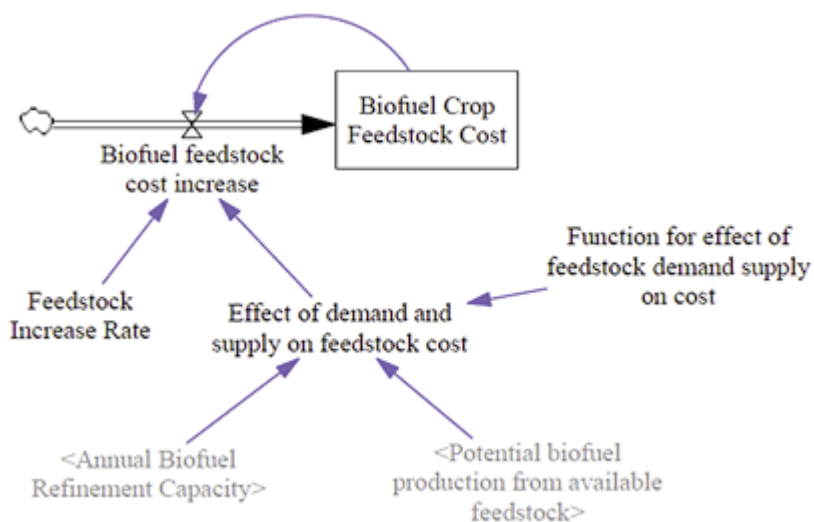 Biofuel Crop
Feedstock Cost
Biofuel feedstock
cost increase
Function for effect of
feedstock demand supply
on cost
Feedstock
Increase Rate
Effect of demand and
supply on feedstock cost
<Annual Biofuel
Refinement Capacity>
<Potential biofuel
production from available
feedstock>